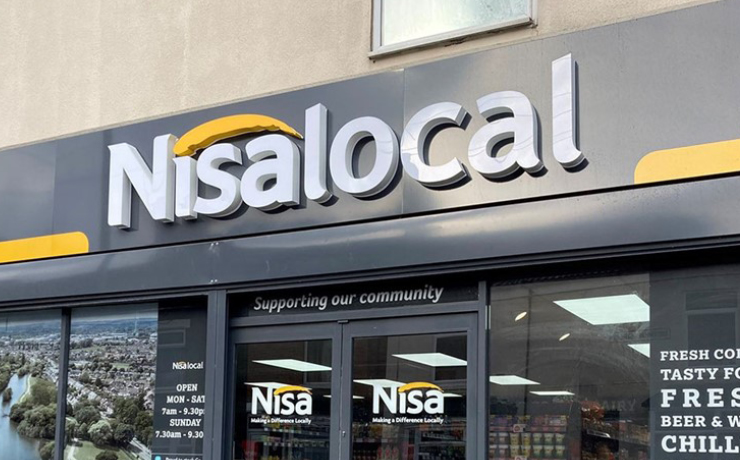 Nisalocal
Supporting our community
Nisalocal
OPEN
MON - SAT
7am - 9.30p
SUNDAY
7.30am - 9.30
Nisa
Making a Difference Locally
Nisa
Making a Difference Locally
FRESH CO
TASTY FO
FRES
BEER & W
CHILL